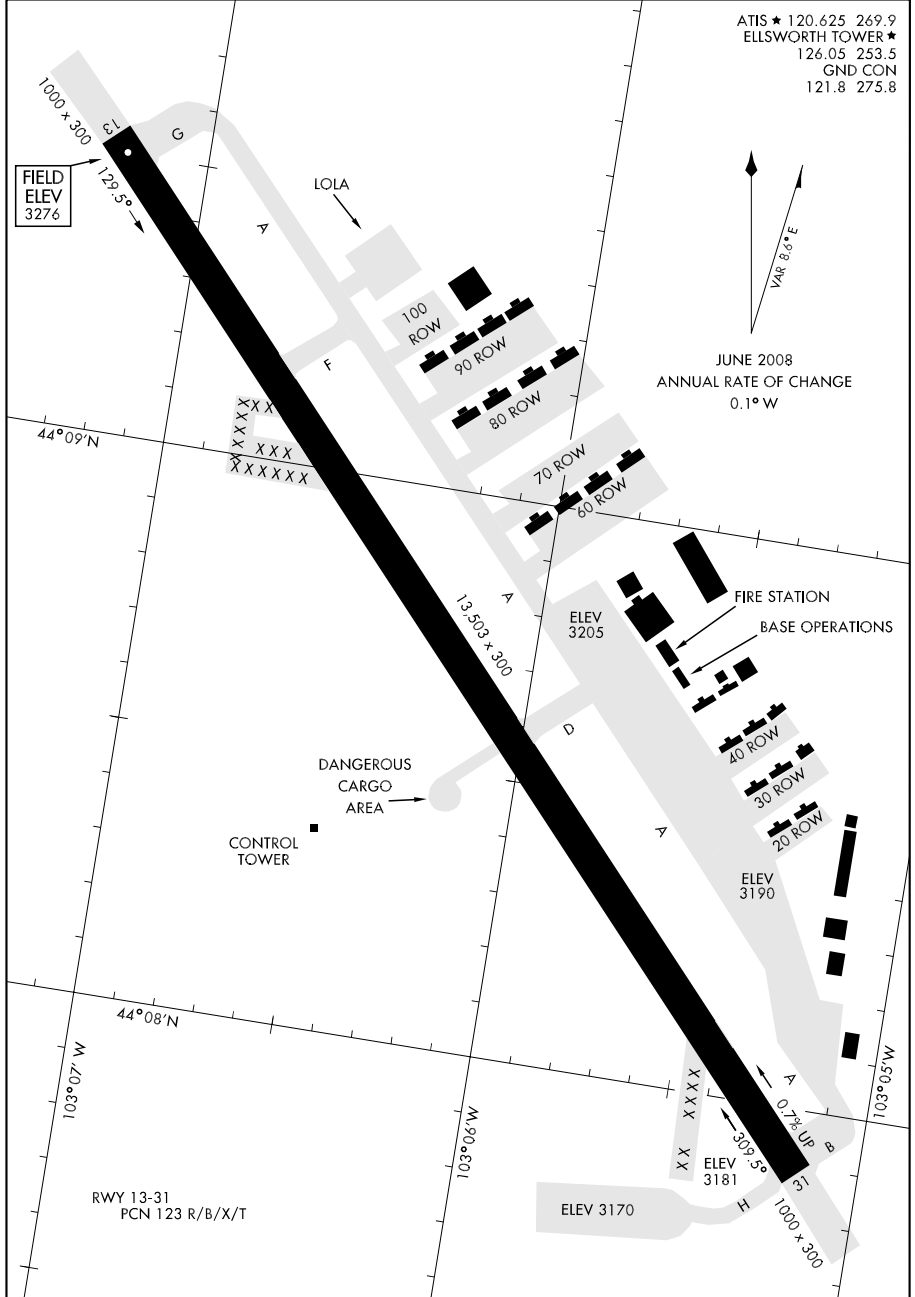 ATIS ★ 120.625 269.9
ELLSWORTH TOWER ★
126.05 253.5
GND CON
121.8 275.8
1000 x 300
13
G
FIELD
ELEV
3276
129.5°
LOLA
A
VAR 8.6° E
100
ROW
90 ROW
F
JUNE 2008
ANNUAL RATE OF CHANGE
0.1° W
80 ROW
X X X
X X X X
44°09'N
X X X
X X X X X X
70 ROW
60 ROW
13,503 x 300
A
ELEV
3205
FIRE STATION
BASE OPERATIONS
D
40 ROW
DANGEROUS
CARGO
AREA
30 ROW
A
20 ROW
CONTROL
TOWER
ELEV
3190
44°08'N
103°07' W
103°06'W
103°05'W
X X X X
X X
A
0.7% UP
309.5°
B
ELEV
3181
31
RWY 13-31
PCN 123 R/B/X/T
ELEV 3170
H
1000 x 300